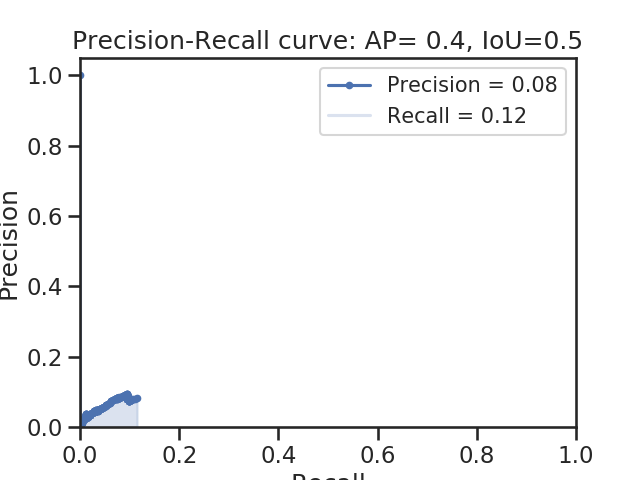 Precision-Recall curve: AP= 0.4, IoU=0.5
Precision = 0.08
Recall = 0.12
Precision
1.0
0.8
0.6
0.4
0.2
0.0
0.0 0.2 0.4 0.6 0.8 1.0
Recall